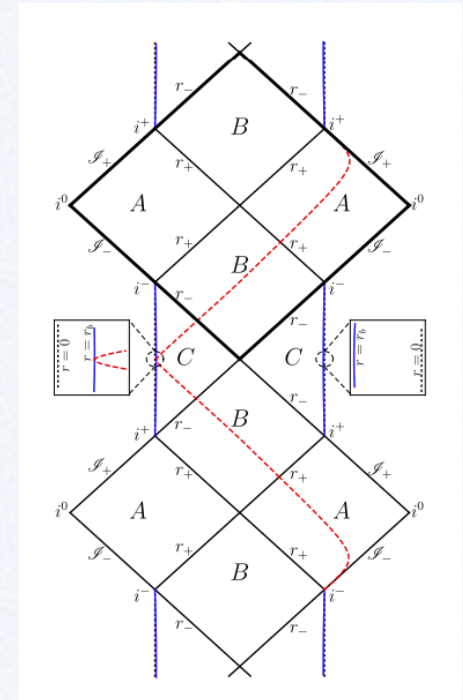 r₋ r₋
i⁺ B i⁺
𝓘₊ r₊ r₊ 𝓘₊
i⁰ A A i⁰
𝓘₋ r₊ r₊ 𝓘₋
B
i⁻ r₋ i⁻
r₋
r = 0 r = r_b C C r = r_b r = 0
r₋
i⁺ r₋ B i⁺
𝓘₊ r₊ r₊ 𝓘₊
i⁰ A A i⁰
𝓘₋ r₊ r₊ 𝓘₋
B
i⁻ i⁻
r₋ r₋